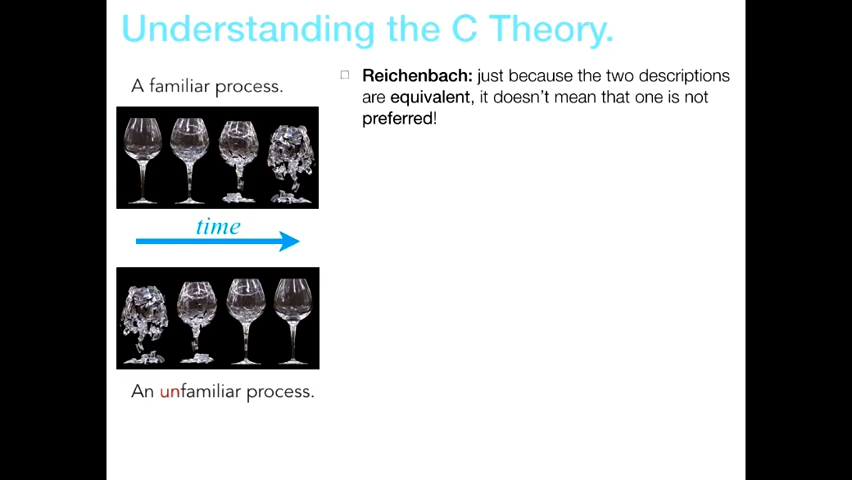 Understanding the C Theory.
A familiar process.
time
An unfamiliar process.
Reichenbach: just because the two descriptions
are equivalent, it doesn't mean that one is not
preferred!